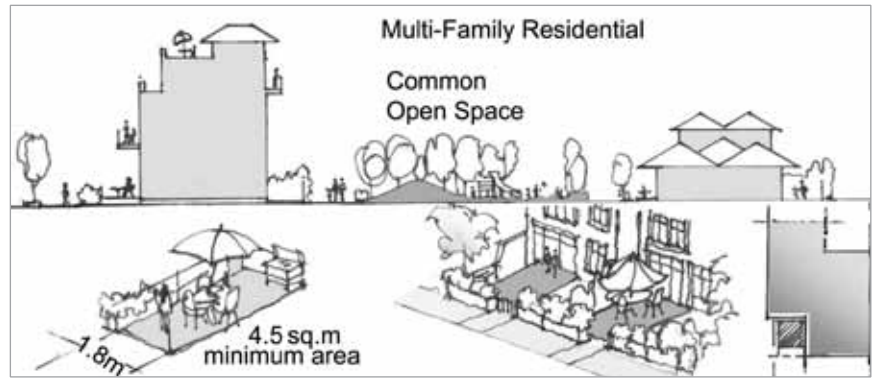 Multi-Family Residential
Common
Open Space
1.8m
4.5 sq.m
minimum area